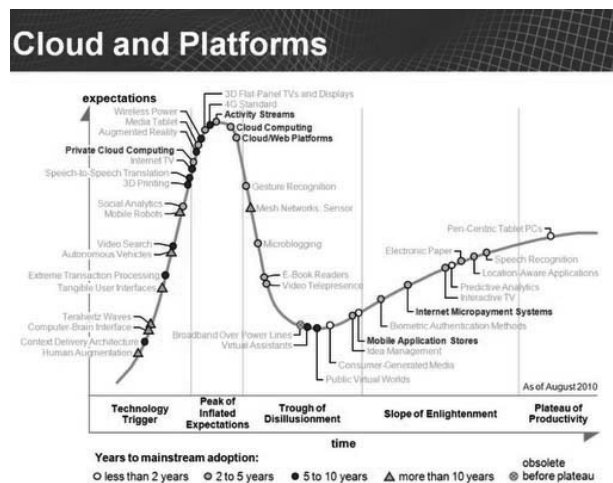 Cloud and Platforms
expectations
3D Flat-Panel TVs and Displays
4G Standard
Activity Streams
Wireless Power
Media Tablet
Augmented Reality
Cloud Computing
Cloud/Web Platforms
Private Cloud Computing
Internet TV
Speech-to-Speech Translation
3D Printing
Gesture Recognition
Social Analytics
Mobile Robots
Mesh Networks: Sensor
Pen-Centric Tablet PCs
Video Search
Autonomous Vehicles
Microblogging
Electronic Paper
Speech Recognition
Location-Aware Applications
Extreme Transaction Processing
Tangible User Interfaces
E-Book Readers
Video Telepresence
Predictive Analytics
Interactive TV
Internet Micropayment Systems
Terahertz Waves
Computer-Brain Interface
Biometric Authentication Methods
Broadband Over Power Lines
Virtual Assistants
Mobile Application Stores
Idea Management
Context Delivery Architecture
Human Augmentation
Consumer-Generated Media
Public Virtual Worlds
As of August 2010
Technology
Trigger
Peak of
Inflated
Expectations
Trough of
Disillusionment
Slope of Enlightenment
Plateau of
Productivity
time
Years to mainstream adoption:
less than 2 years
2 to 5 years
5 to 10 years
more than 10 years
obsolete
before plateau